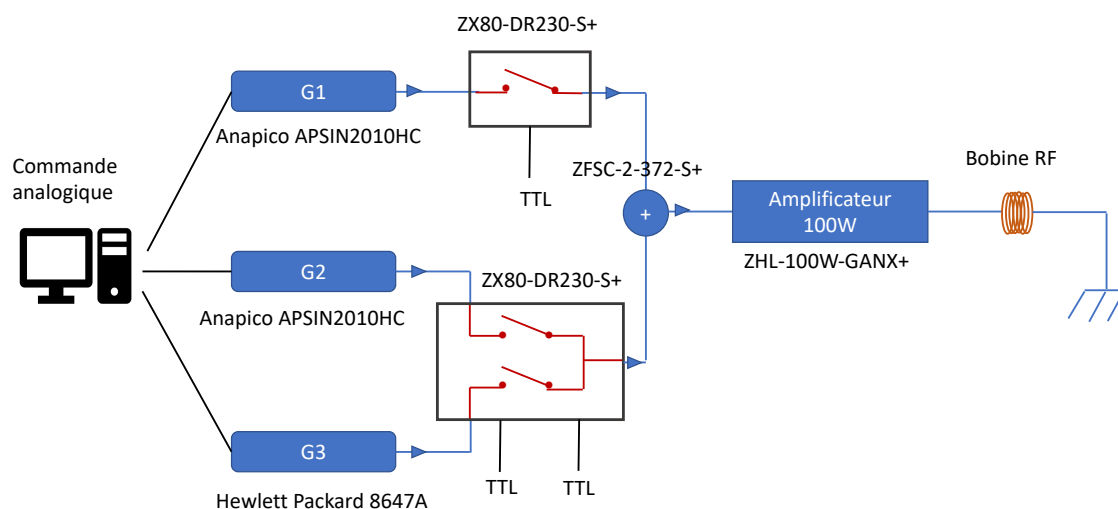 ZX80-DR230-S+
G1
Anapico APSIN2010HC
TTL
Commande
analogique
ZFSC-2-372-S+
+
Bobine RF
Amplificateur
100W
ZHL-100W-GANX+
G2
Anapico APSIN2010HC
ZX80-DR230-S+
G3
Hewlett Packard 8647A
TTL
TTL